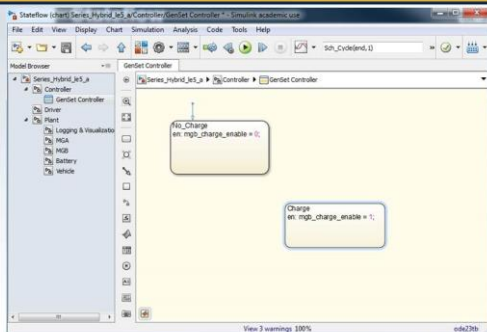 Stateflow (chart) Series_Hybrid_le5_a/Controller/GenSet Controller * - Simulink academic use
File Edit View Display Chart Simulation Analysis Code Tools Help
Sch_Cycle(end,1)
Model Browser
GenSet Controller
Series_Hybrid_le5_a Controller GenSet Controller
Series_Hybrid_le5_a
Controller
GenSet Controller
Driver
Plant
Logging & Visualizatio
MGA
MGB
Battery
Vehicle
No_Charge
en: mgb_charge_enable = 0;
Charge
en: mgb_charge_enable = 1;
View 3 warnings 100%
ode23tb